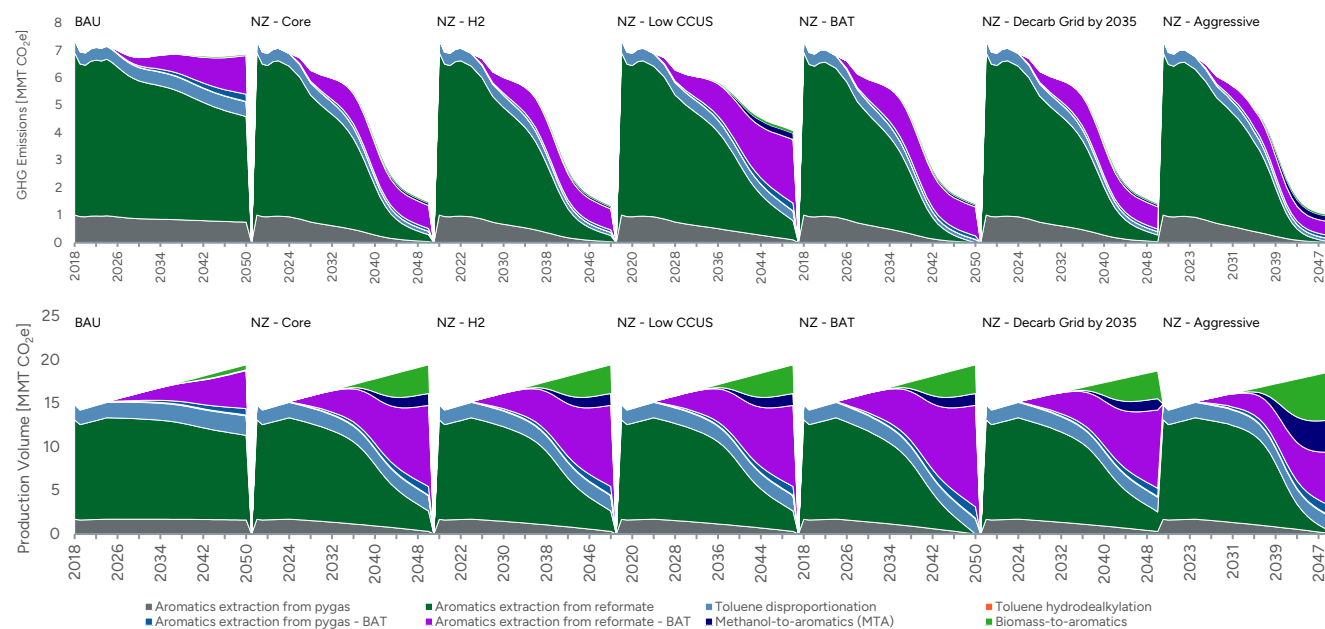 BAU NZ - Core NZ - H2 NZ - Low CCUS NZ - BAT NZ - Decarb Grid by 2035 NZ - Aggressive
GHG Emissions [MMT CO2e]
8
7
6
5
4
3
2
1
0
2018 2026 2034 2042 2050 2024 2032 2040 2048 2022 2030 2038 2046 2020 2028 2036 2044 2018 2026 2034 2042 2050 2024 2032 2040 2048 2023 2031 2039 2047
BAU NZ - Core NZ - H2 NZ - Low CCUS NZ - BAT NZ - Decarb Grid by 2035 NZ - Aggressive
Production Volume [MMT CO2e]
25
20
15
10
5
0
2018 2026 2034 2042 2050 2024 2032 2040 2048 2022 2030 2038 2046 2020 2028 2036 2044 2018 2026 2034 2042 2050 2024 2032 2040 2048 2023 2031 2039 2047
Aromatics extraction from pygas Aromatics extraction from reformate Toluene disproportionation Toluene hydrodealkylation
Aromatics extraction from pygas - BAT Aromatics extraction from reformate - BAT Methanol-to-aromatics (MTA) Biomass-to-aromatics